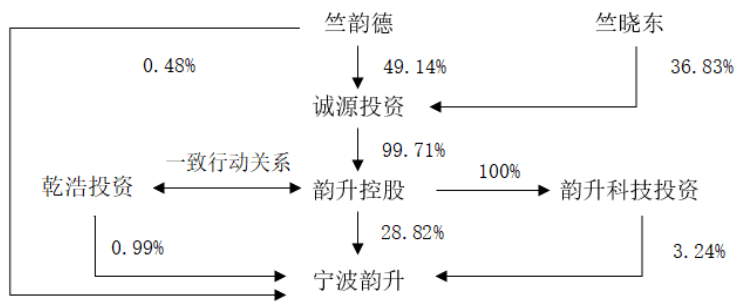 竺韵德 竺晓东
0.48% 49.14% 36.83%
诚源投资
一致行动关系 99.71%
100%
乾浩投资 韵升控股 韵升科技投资
0.99% 28.82% 3.24%
宁波韵升